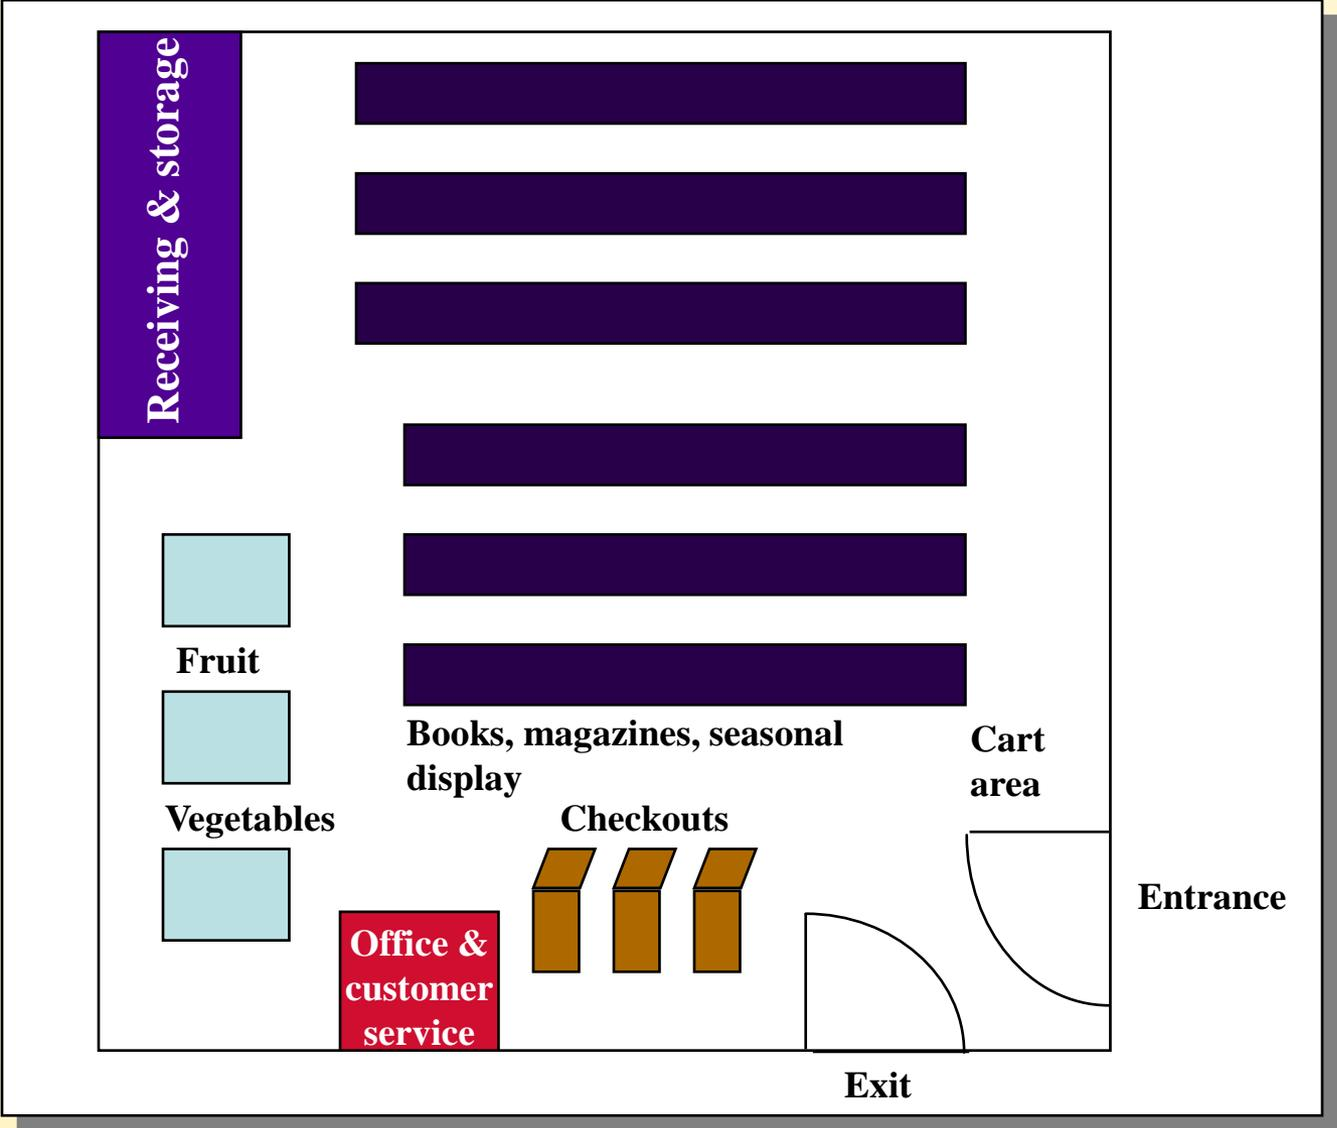 Receiving & storage
Fruit
Books, magazines, seasonal
display
Cart
area
Vegetables
Checkouts
Entrance
Office &
customer
service
Exit